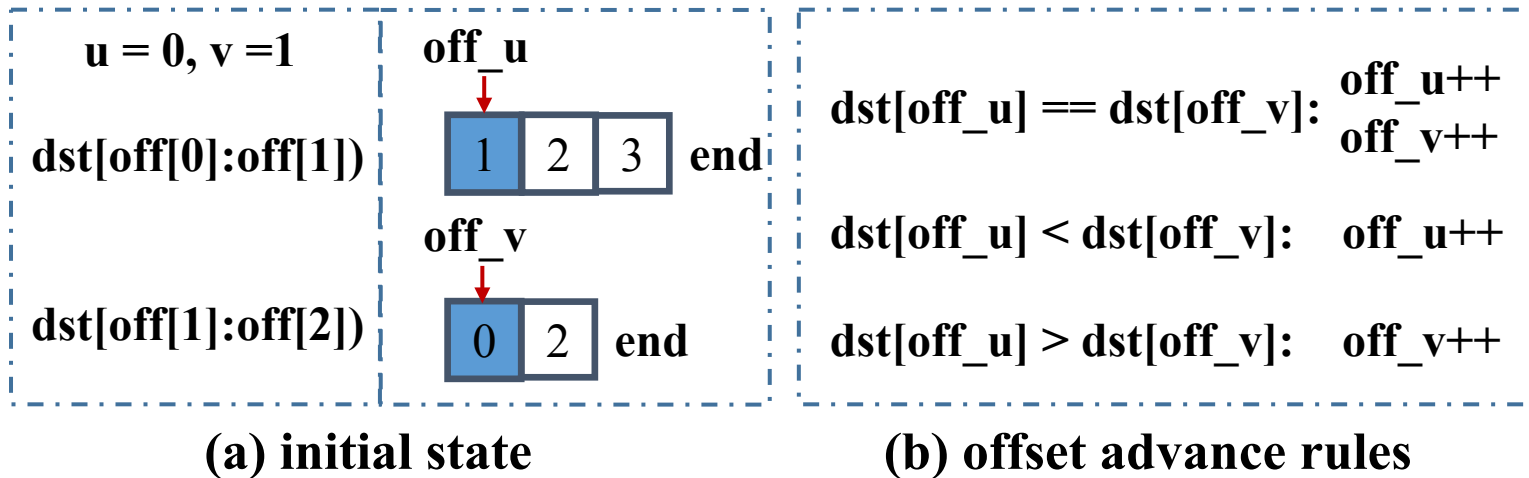 u = 0, v =1
dst[off[0]:off[1])
dst[off[1]:off[2])
off_u
1 2 3 end
off_v
0 2 end
(a) initial state
dst[off_u] == dst[off_v]: off_u++
off_v++
dst[off_u] < dst[off_v]: off_u++
dst[off_u] > dst[off_v]: off_v++
(b) offset advance rules